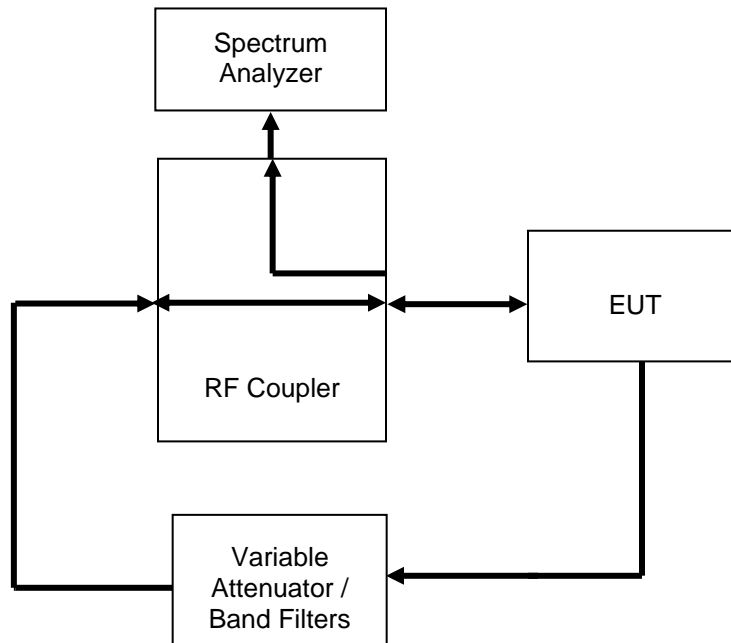 Spectrum
Analyzer
EUT
RF Coupler
Variable
Attenuator /
Band Filters